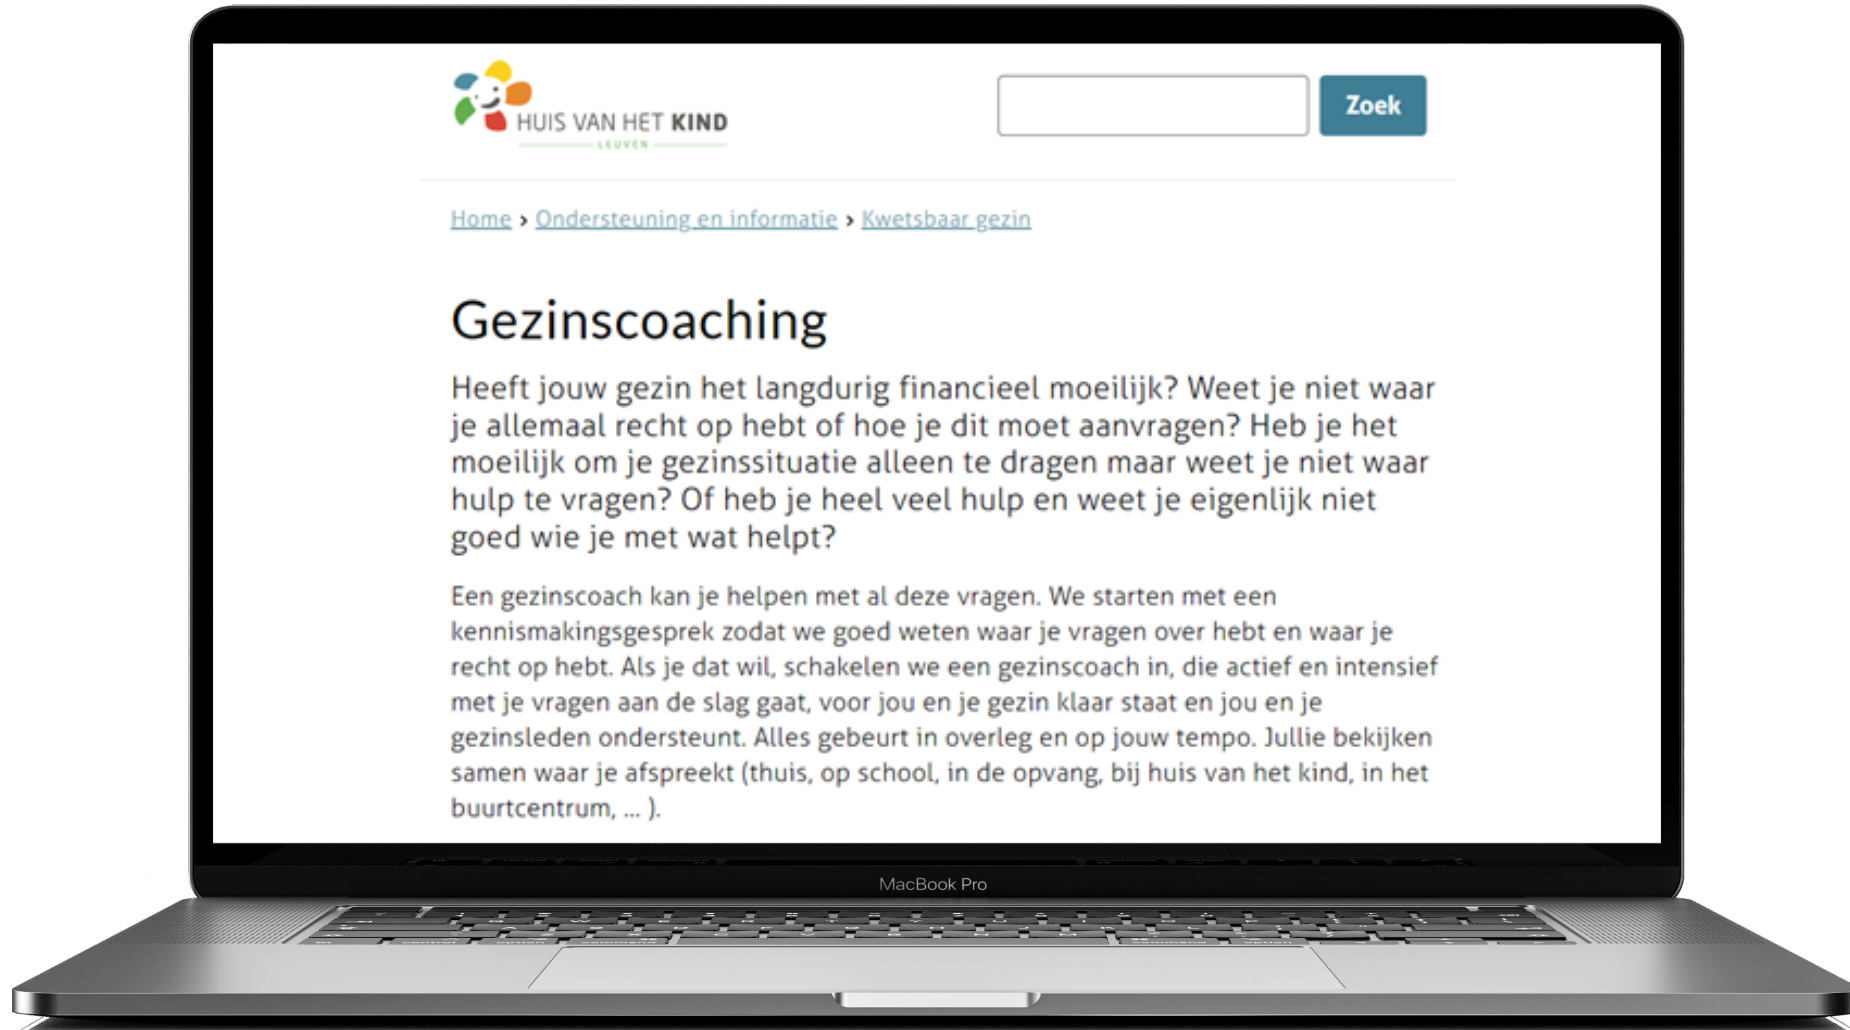 HUIS VAN HET KIND
LEUVEN
Zoek
Home › Ondersteuning en informatie › Kwetsbaar gezin
Gezinscoaching
Heeft jouw gezin het langdurig financieel moeilijk? Weet je niet waar
je allemaal recht op hebt of hoe je dit moet aanvragen? Heb je het
moeilijk om je gezinssituatie alleen te dragen maar weet je niet waar
hulp te vragen? Of heb je heel veel hulp en weet je eigenlijk niet
goed wie je met wat helpt?
Een gezinscoach kan je helpen met al deze vragen. We starten met een
kennismakingsgesprek zodat we goed weten waar je vragen over hebt en waar je
recht op hebt. Als je dat wil, schakelen we een gezinscoach in, die actief en intensief
met je vragen aan de slag gaat, voor jou en je gezin klaar staat en jou en je
gezinsleden ondersteunt. Alles gebeurt in overleg en op jouw tempo. Jullie bekijken
samen waar je afspreekt (thuis, op school, in de opvang, bij huis van het kind, in het
buurtcentrum, ... ).
MacBook Pro